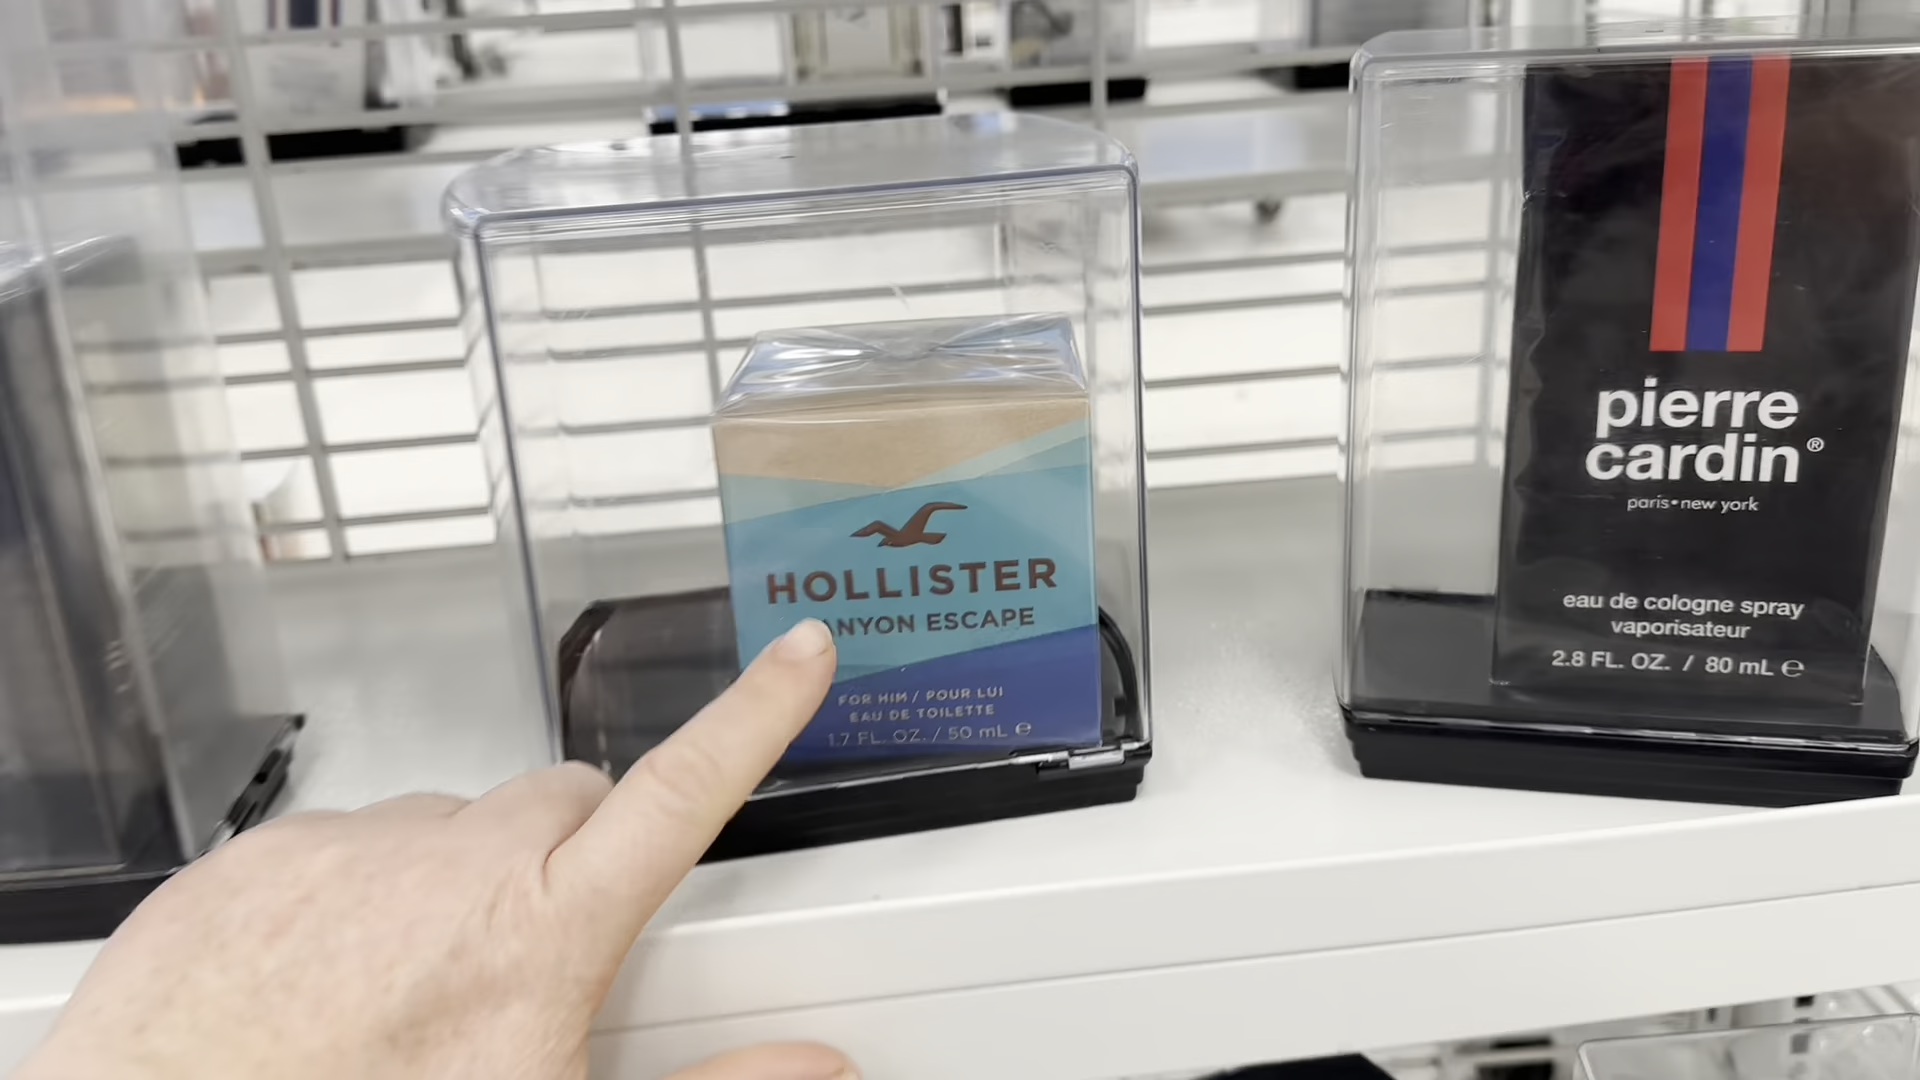 HOLLISTER
ANYON ESCAPE
FOR HIM / POUR LUI
EAU DE TOILETTE
1.7 FL. OZ. / 50 mL ℮
pierre
cardin®
paris•new york
eau de cologne spray
vaporisateur
2.8 FL. OZ. / 80 mL ℮